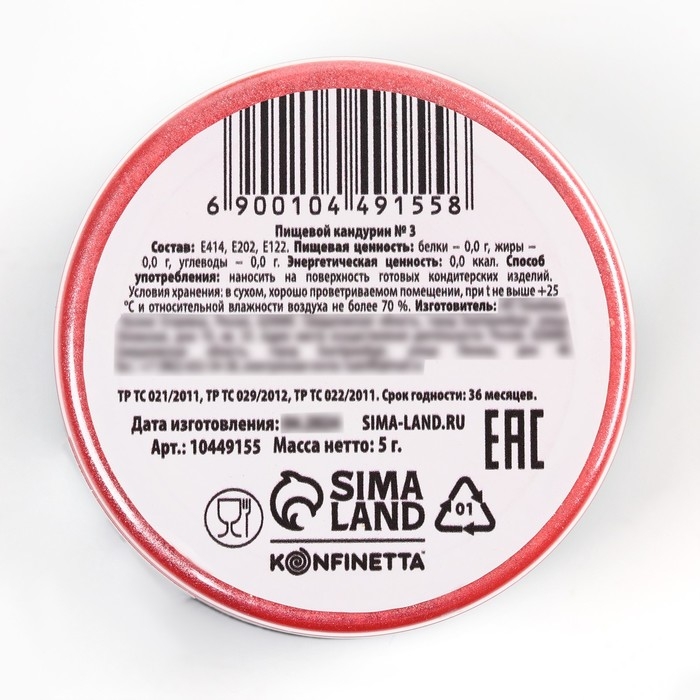 6 900104 491558
Пищевой кандурин № 3
Состав: Е414, Е202, Е122. Пищевая ценность: белки – 0,0 г, жиры –
0,0 г, углеводы – 0,0 г. Энергетическая ценность: 0,0 ккал. Способ
употребления: наносить на поверхность готовых кондитерских изделий.
Условия хранения: в сухом, хорошо проветриваемом помещении, при t не выше +25
°С и относительной влажности воздуха не более 70 %. Изготовитель:
ТР ТС 021/2011, ТР ТС 029/2012, ТР ТС 022/2011. Срок годности: 36 месяцев.
Дата изготовления: SIMA-LAND.RU
Арт.: 10449155 Масса нетто: 5 г.
EAC
SIMA
LAND
01
KONFINETTA™